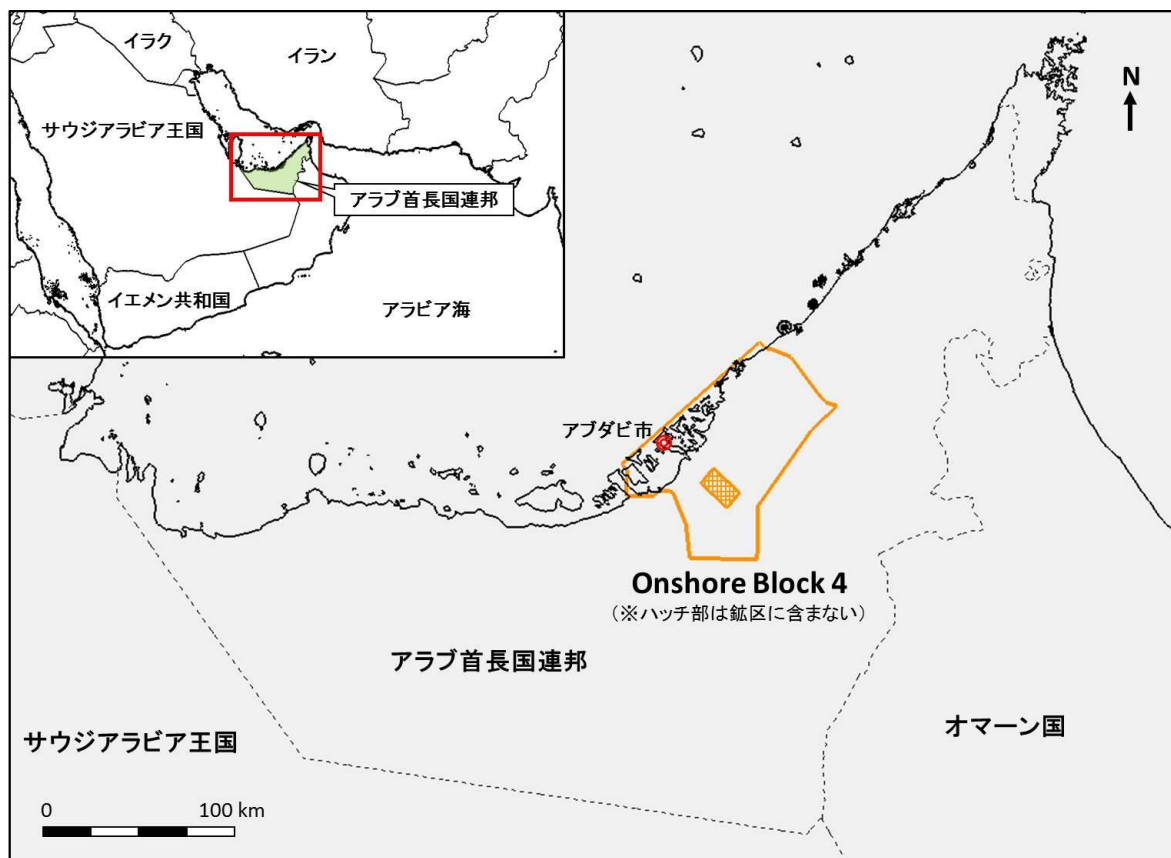 イラク
イラン
サウジアラビア王国
アラブ首長国連邦
イエメン共和国
アラビア海
N
アブダビ市
Onshore Block 4
(※ハッチ部は鉱区に含まない)
アラブ首長国連邦
サウジアラビア王国
オマーン国
0 100 km